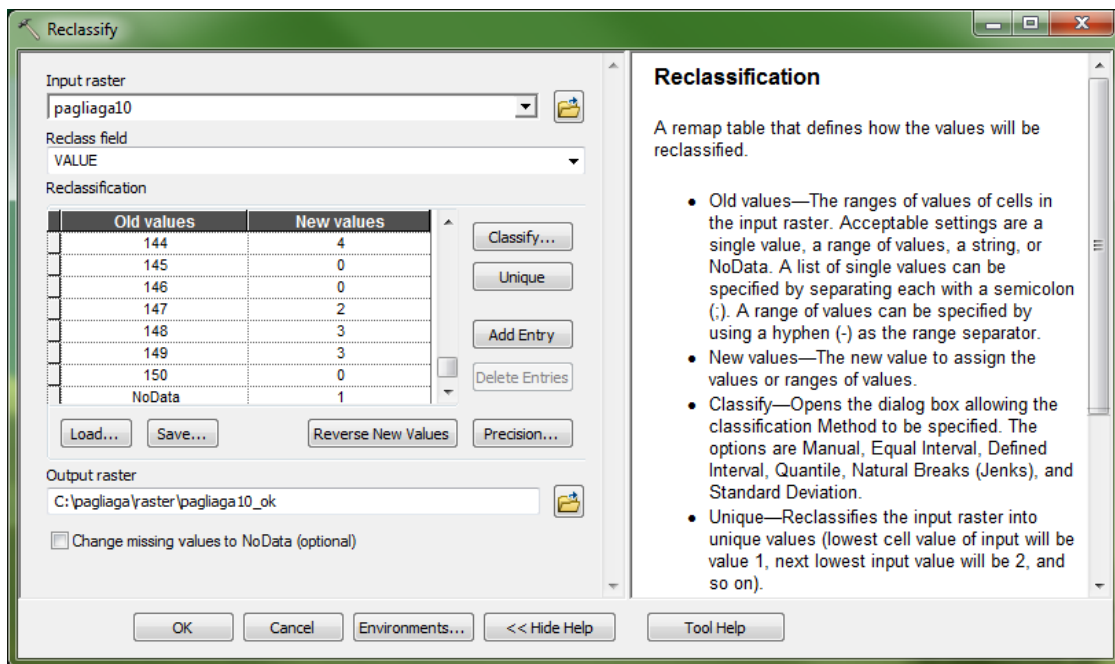 Reclassify
Input raster
pagliaga10
Reclass field
VALUE
Reclassification
Old values New values
144 4
145 0
146 0
147 2
148 3
149 3
150 0
NoData 1
Classify...
Unique
Add Entry
Delete Entries
Load... Save... Reverse New Values Precision...
Output raster
C:\pagliaga\raster\pagliaga10_ok
Change missing values to NoData (optional)
OK Cancel Environments... << Hide Help Tool Help
Reclassification
A remap table that defines how the values will be
reclassified.
• Old values—The ranges of values of cells in
the input raster. Acceptable settings are a
single value, a range of values, a string, or
NoData. A list of single values can be
specified by separating each with a semicolon
(;). A range of values can be specified by
using a hyphen (-) as the range separator.
• New values—The new value to assign the
values or ranges of values.
• Classify—Opens the dialog box allowing the
classification Method to be specified. The
options are Manual, Equal Interval, Defined
Interval, Quantile, Natural Breaks (Jenks), and
Standard Deviation.
• Unique—Reclassifies the input raster into
unique values (lowest cell value of input will be
value 1, next lowest input value will be 2, and
so on).